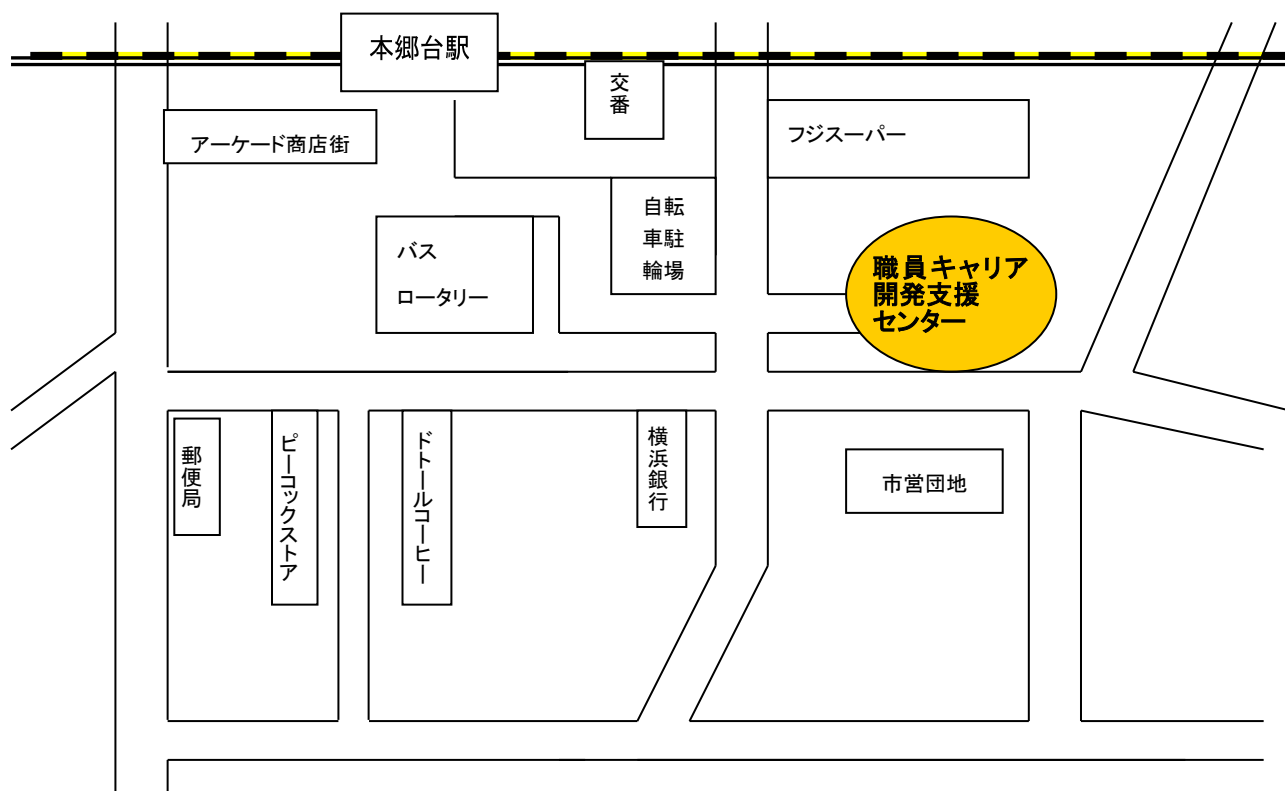 本郷台駅
交番
アーケード商店街
フジスーパー
自転
車駐
輪場
バス
ロータリー
職員キャリア
開発支援
センター
郵便局
ピーコックストア
ドトールコーヒー
横浜銀行
市営団地